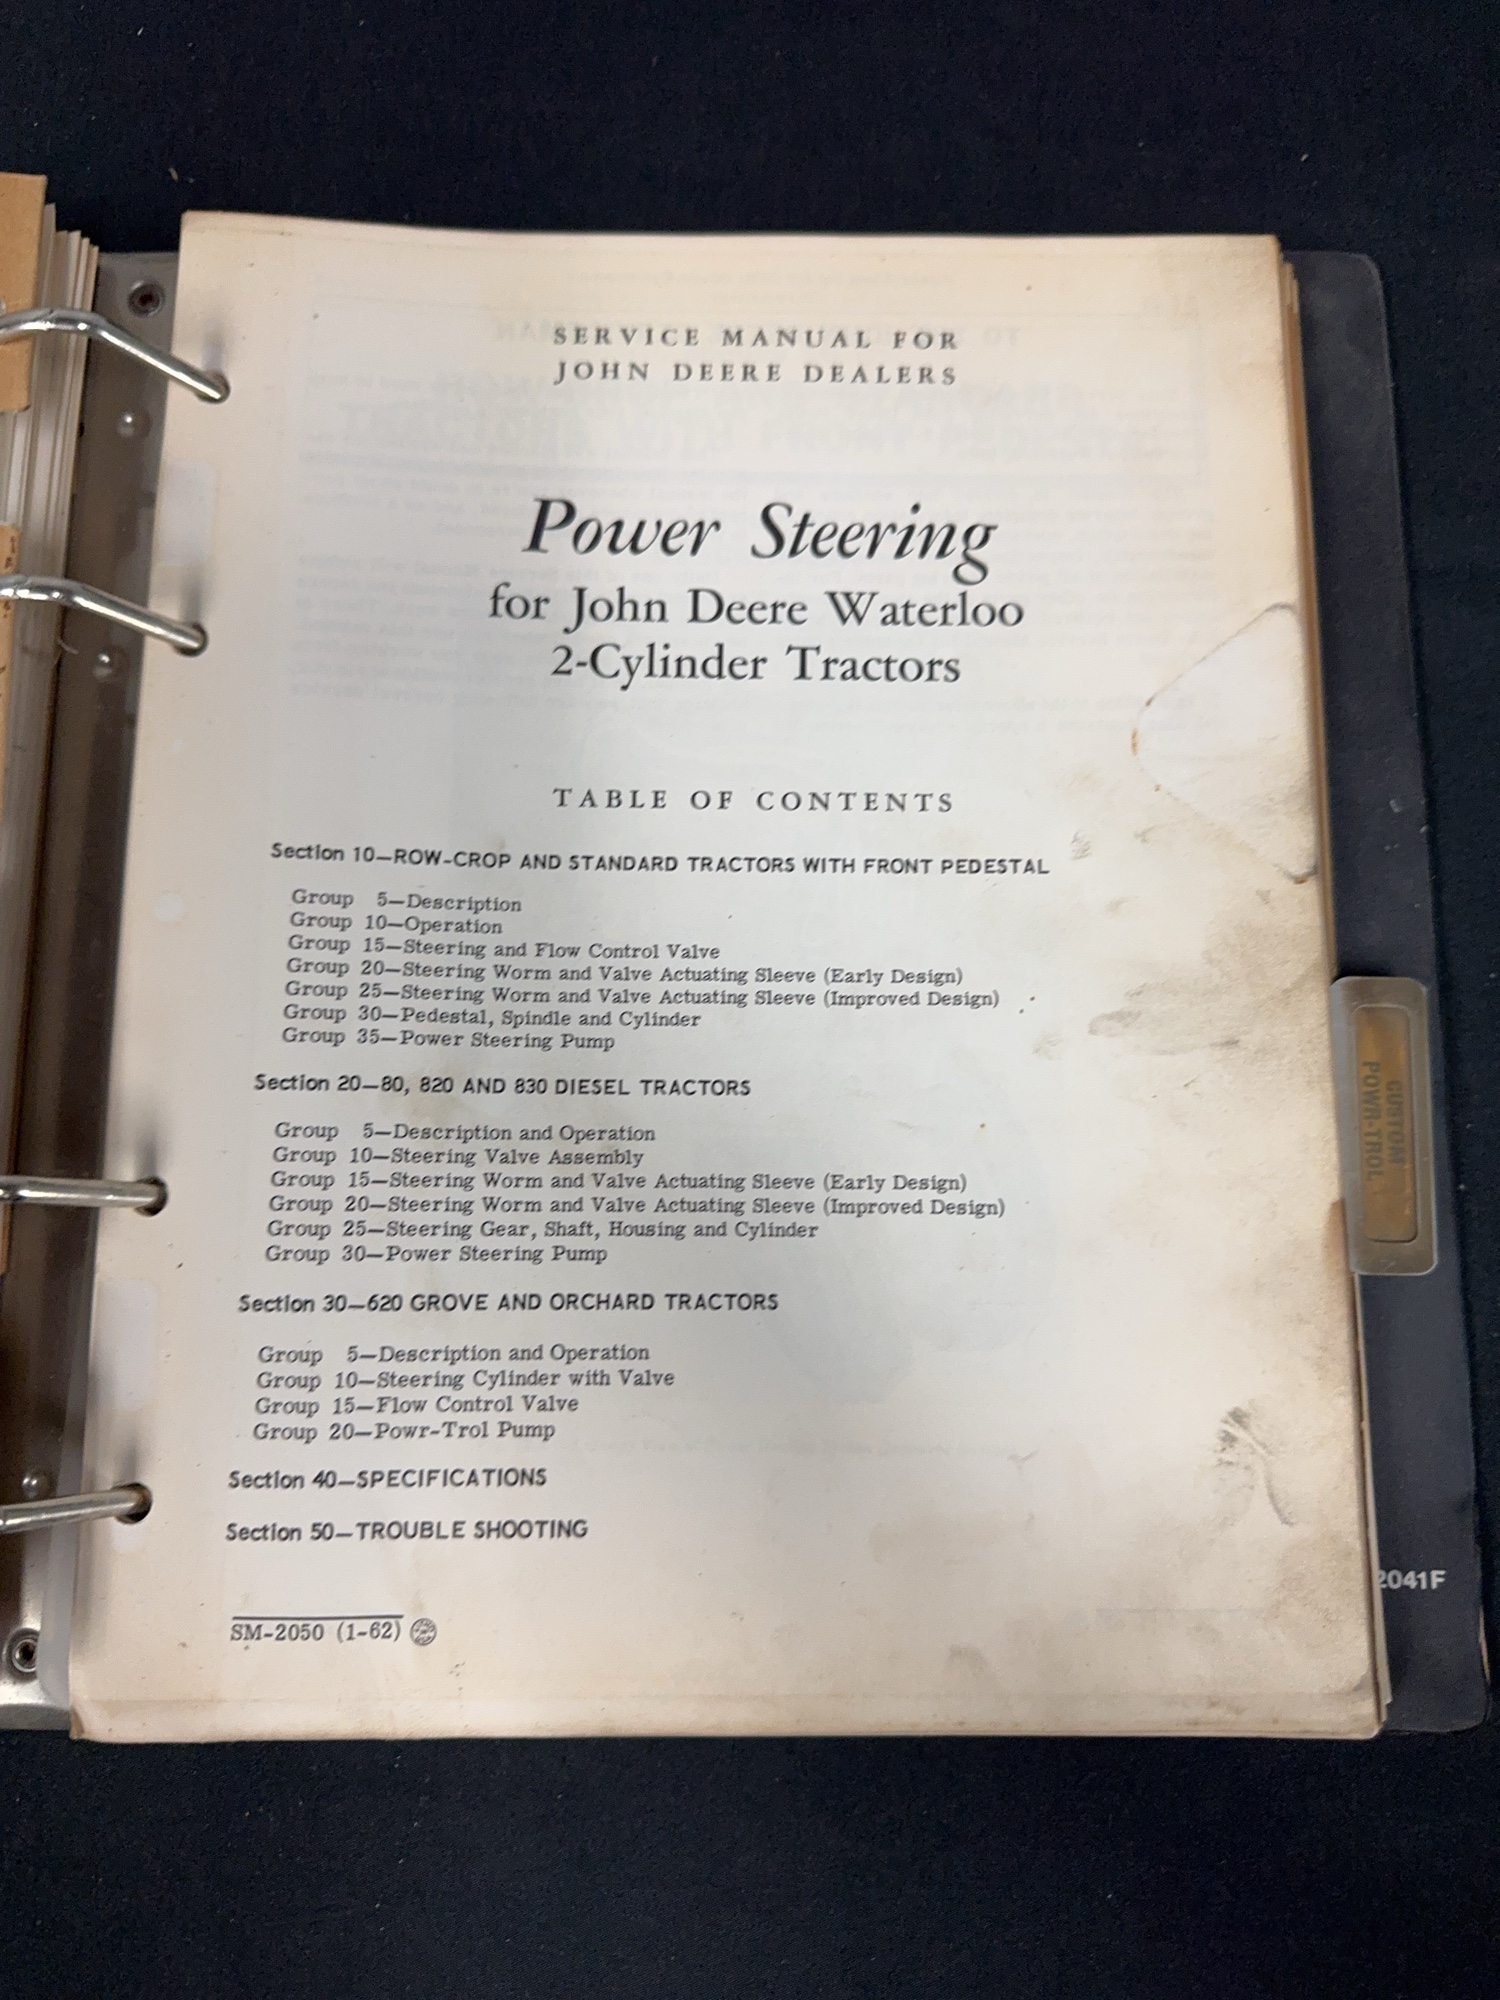 SERVICE MANUAL FOR
JOHN DEERE DEALERS
Power Steering
for John Deere Waterloo
2-Cylinder Tractors
TABLE OF CONTENTS
Section 10—ROW-CROP AND STANDARD TRACTORS WITH FRONT PEDESTAL
Group 5—Description
Group 10—Operation
Group 15—Steering and Flow Control Valve
Group 20—Steering Worm and Valve Actuating Sleeve (Early Design)
Group 25—Steering Worm and Valve Actuating Sleeve (Improved Design)
Group 30—Pedestal, Spindle and Cylinder
Group 35—Power Steering Pump
Section 20—80, 820 AND 830 DIESEL TRACTORS
Group 5—Description and Operation
Group 10—Steering Valve Assembly
Group 15—Steering Worm and Valve Actuating Sleeve (Early Design)
Group 20—Steering Worm and Valve Actuating Sleeve (Improved Design)
Group 25—Steering Gear, Shaft, Housing and Cylinder
Group 30—Power Steering Pump
Section 30—620 GROVE AND ORCHARD TRACTORS
Group 5—Description and Operation
Group 10—Steering Cylinder with Valve
Group 15—Flow Control Valve
Group 20—Powr-Trol Pump
Section 40—SPECIFICATIONS
Section 50—TROUBLE SHOOTING
SM-2050 (1-62)
CUSTOM
POWR-TROL
2041F